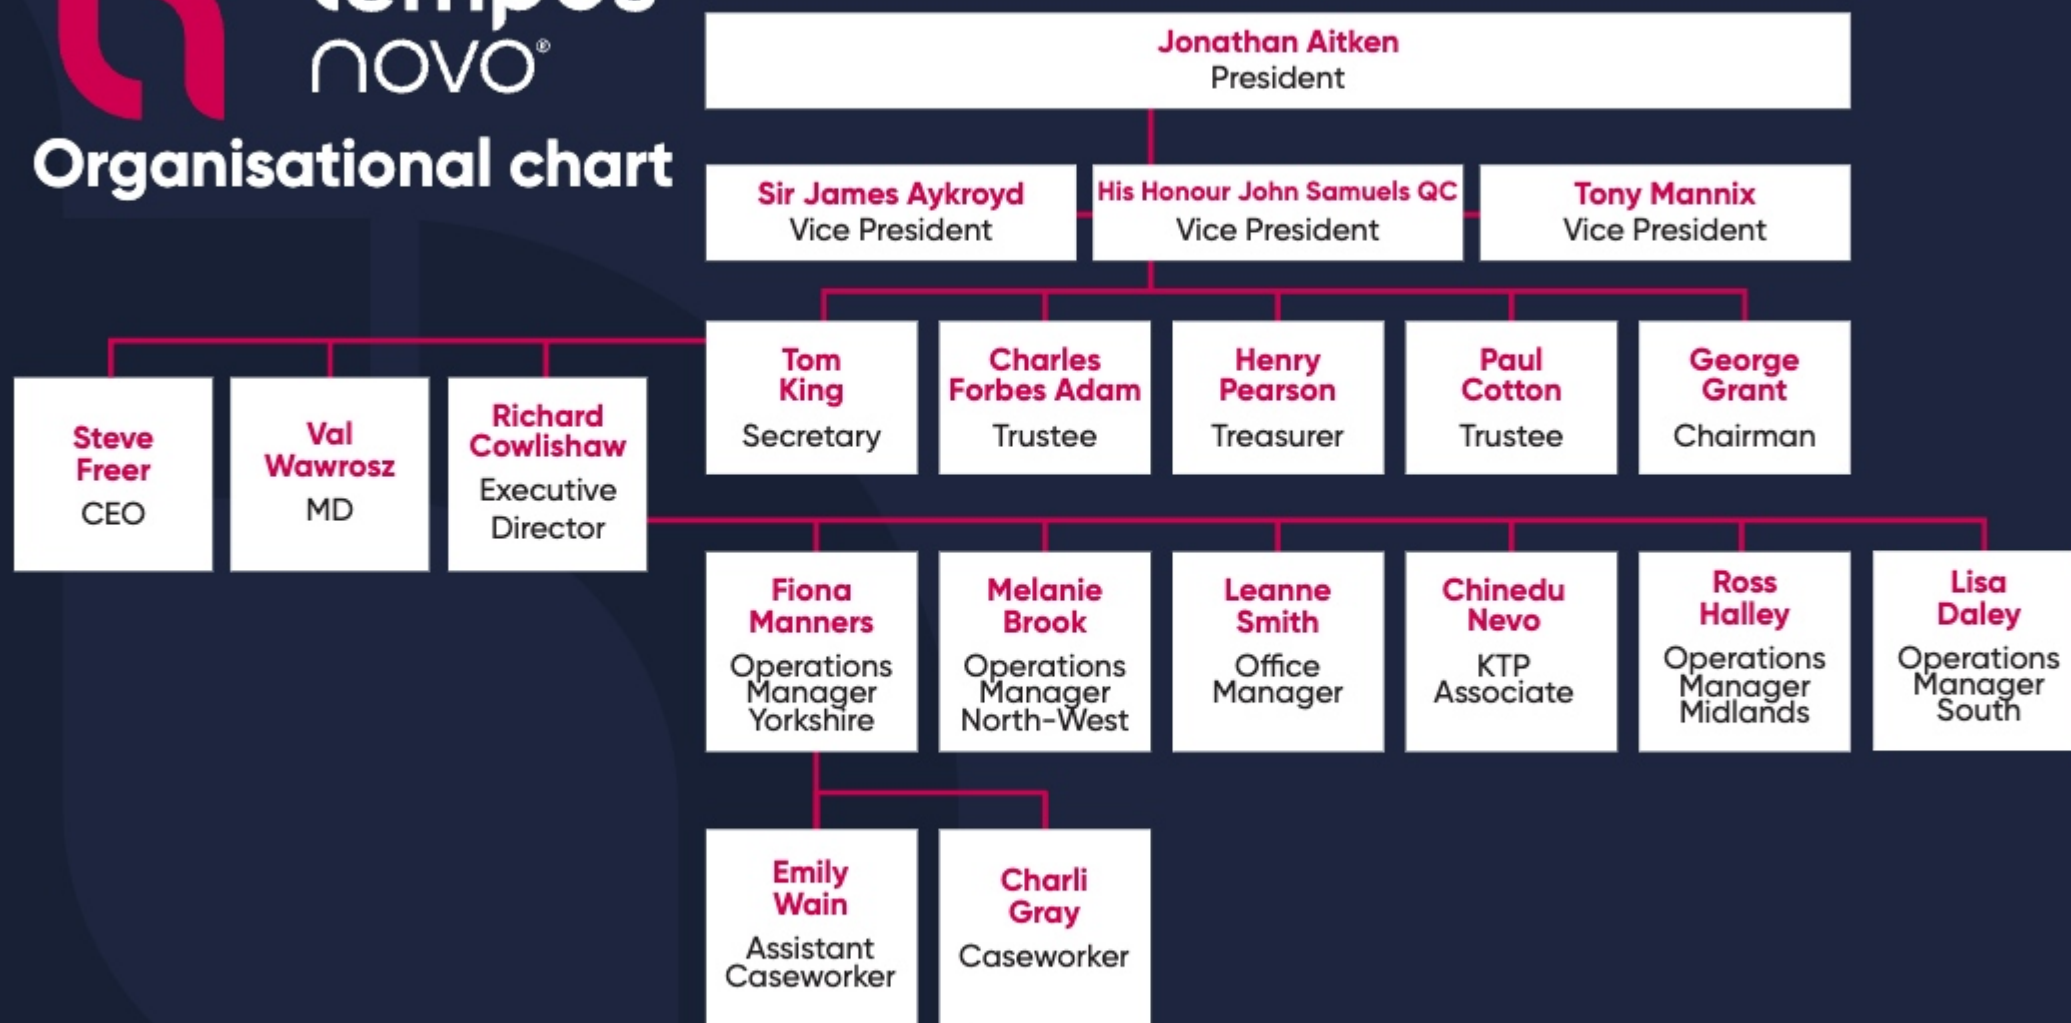 tempus
novo®
Organisational chart
Jonathan Aitken
President
Sir James Aykroyd
Vice President
His Honour John Samuels QC
Vice President
Tony Mannix
Vice President
Tom
King
Secretary
Charles
Forbes Adam
Trustee
Henry
Pearson
Treasurer
Paul
Cotton
Trustee
George
Grant
Chairman
Steve
Freer
CEO
Val
Wawrosz
MD
Richard
Cowlishaw
Executive
Director
Fiona
Manners
Operations
Manager
Yorkshire
Melanie
Brook
Operations
Manager
North-West
Leanne
Smith
Office
Manager
Chinedu
Nevo
KTP
Associate
Ross
Halley
Operations
Manager
Midlands
Lisa
Daley
Operations
Manager
South
Emily
Wain
Assistant
Caseworker
Charli
Gray
Caseworker